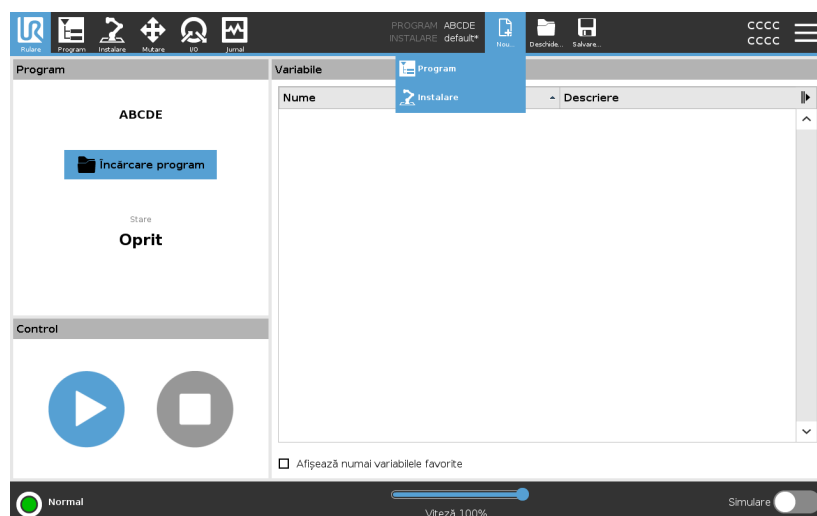 UR
Rulare
Program
Instalare
Mutare
I/O
Jurnal
PROGRAM ABCDE
INSTALARE default*
Nou...
Deschide...
Salvare...
CCCC
CCCC
Program
Variabile
Program
Instalare
Nume
Descriere
ABCDE
Încărcare program
Stare
Oprit
Control
Afișează numai variabilele favorite
Normal
Viteză 100%
Simulare